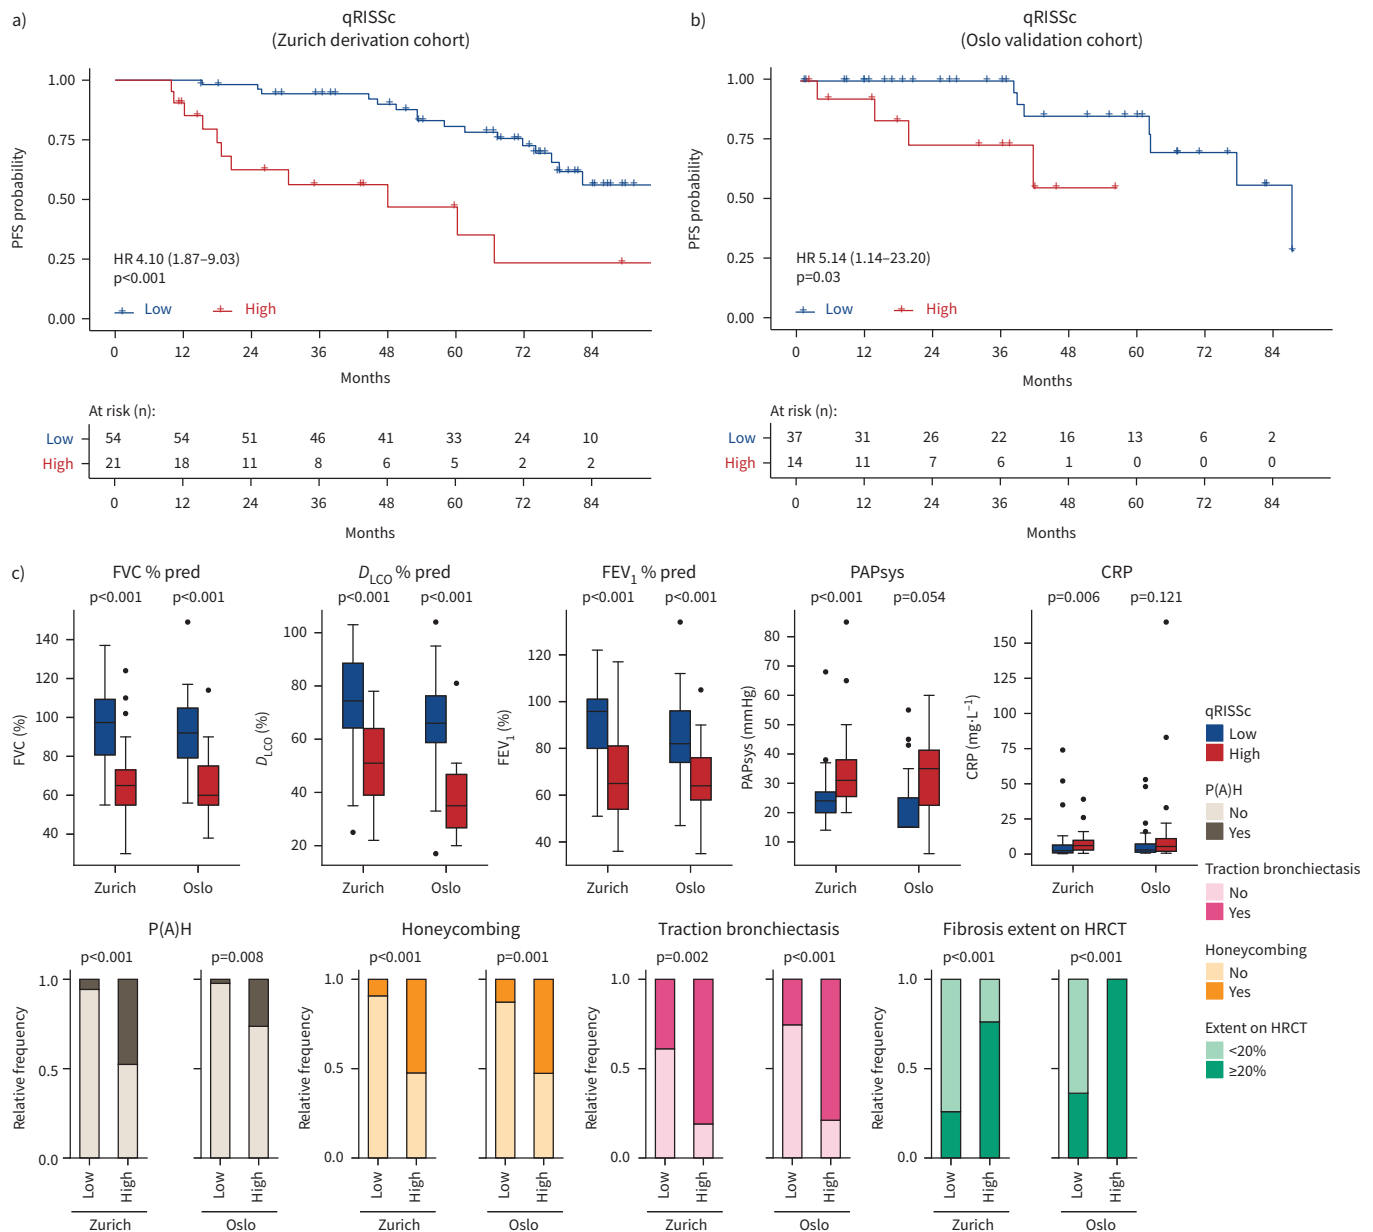 a)
qRISSc
(Zurich derivation cohort)
PFS probability
1.00
0.75
0.50
0.25
0.00
HR 4.10 (1.87–9.03)
p<0.001
Low High
0 12 24 36 48 60 72 84
Months
At risk (n):
Low 54 54 51 46 41 33 24 10
High 21 18 11 8 6 5 2 2
0 12 24 36 48 60 72 84
Months
b)
qRISSc
(Oslo validation cohort)
PFS probability
1.00
0.75
0.50
0.25
0.00
HR 5.14 (1.14–23.20)
p=0.03
Low High
0 12 24 36 48 60 72 84
Months
At risk (n):
Low 37 31 26 22 16 13 6 2
High 14 11 7 6 1 0 0 0
0 12 24 36 48 60 72 84
Months
c)
FVC % pred
p<0.001 p<0.001
FVC (%)
140
120
100
80
60
40
Zurich Oslo
DLCO % pred
p<0.001 p<0.001
DLCO (%)
100
80
60
40
20
Zurich Oslo
FEV1 % pred
p<0.001 p<0.001
FEV1 (%)
120
100
80
60
40
Zurich Oslo
PAPsys
p<0.001 p=0.054
PAPsys (mmHg)
80
70
60
50
40
30
20
10
Zurich Oslo
CRP
p=0.006 p=0.121
CRP (mg·L−1)
150
125
100
75
50
25
0
Zurich Oslo
qRISSc
Low
High
P(A)H
No
Yes
Traction bronchiectasis
No
Yes
Honeycombing
No
Yes
Extent on HRCT
<20%
≥20%
P(A)H
p<0.001 p=0.008
Relative frequency
1.0
0.5
0.0
Low High Low High
Zurich Oslo
Honeycombing
p<0.001 p=0.001
Relative frequency
1.0
0.5
0.0
Low High Low High
Zurich Oslo
Traction bronchiectasis
p=0.002 p<0.001
Relative frequency
1.0
0.5
0.0
Low High Low High
Zurich Oslo
Fibrosis extent on HRCT
p<0.001 p<0.001
Relative frequency
1.0
0.5
0.0
Low High Low High
Zurich Oslo